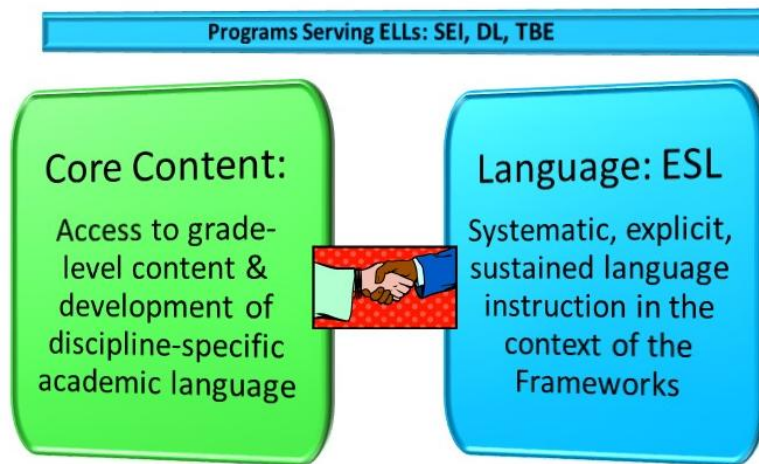 Programs Serving ELLs: SEI, DL, TBE
Core Content:
Access to grade-
level content &
development of
discipline-specific
academic language
Language: ESL
Systematic, explicit,
sustained language
instruction in the
context of the
Frameworks